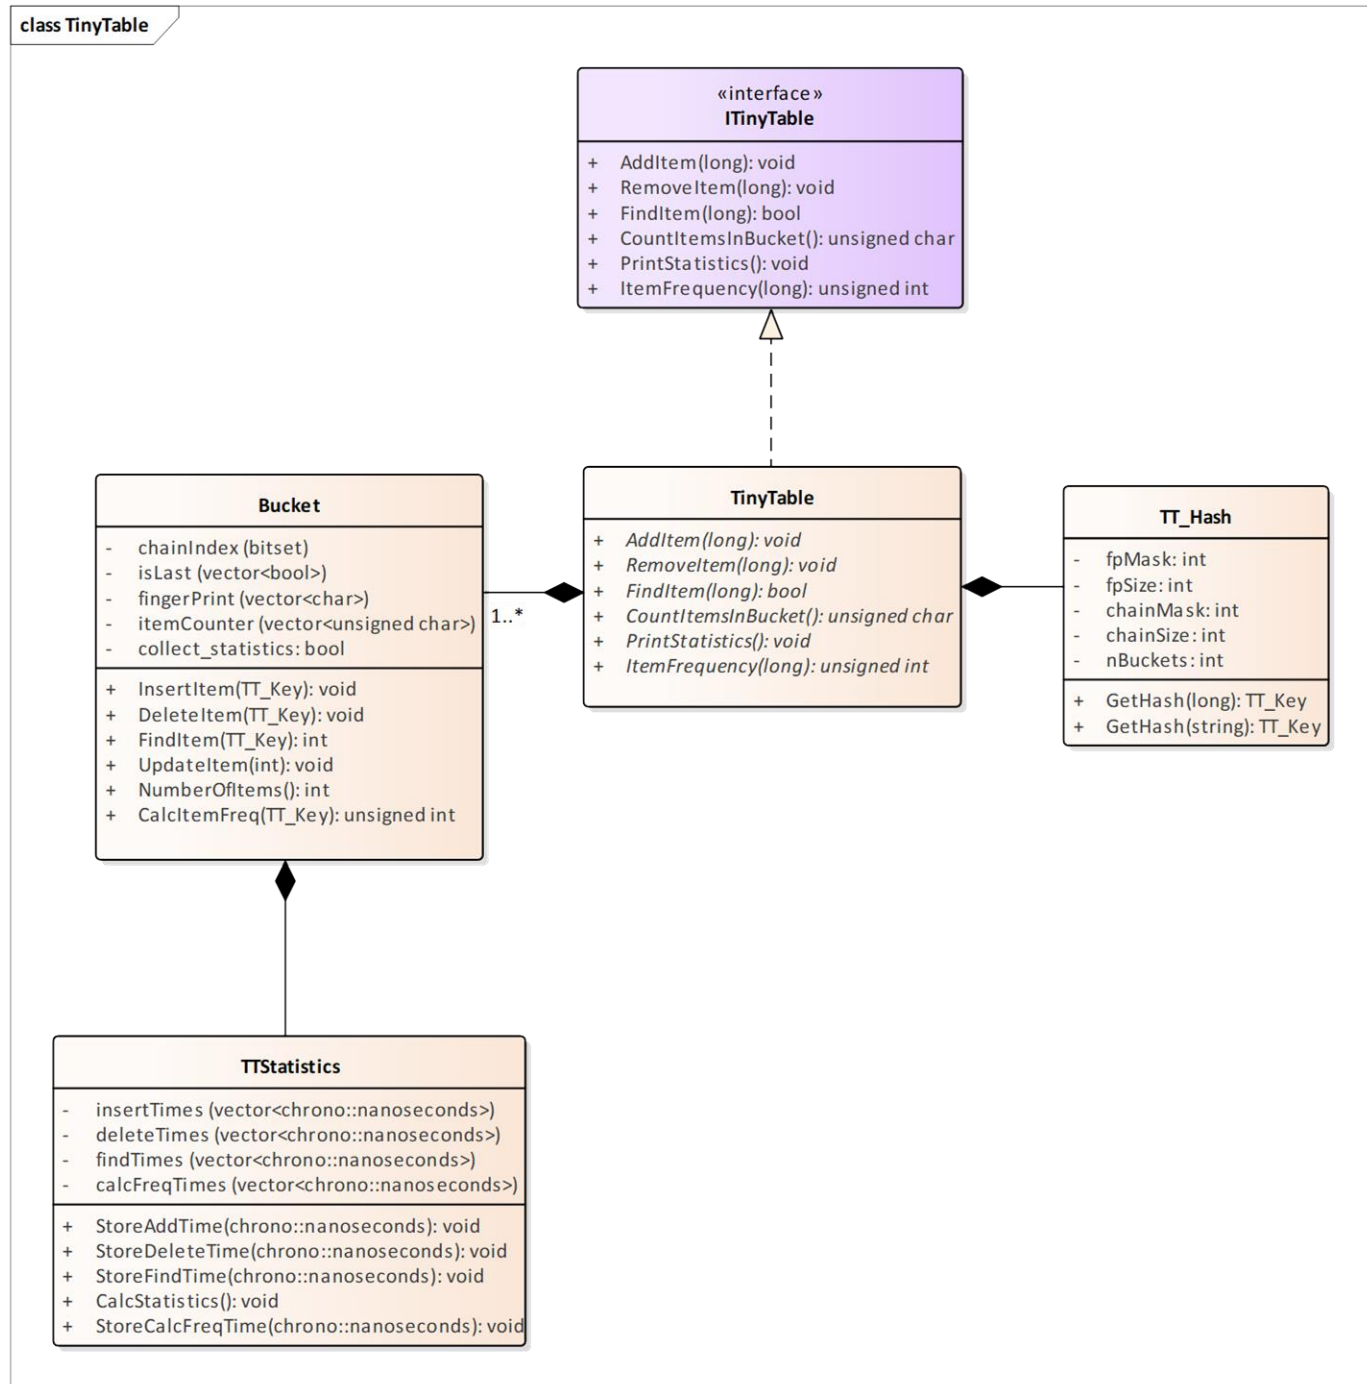 class TinyTable
«interface»
ITinyTable
+ AddItem(long): void
+ RemoveItem(long): void
+ FindItem(long): bool
+ CountItemsInBucket(): unsigned char
+ PrintStatistics(): void
+ ItemFrequency(long): unsigned int
Bucket
- chainIndex (bitset)
- isLast (vector<bool>)
- fingerPrint (vector<char>)
- itemCounter (vector<unsigned char>)
- collect_statistics: bool
+ InsertItem(TT_Key): void
+ DeleteItem(TT_Key): void
+ FindItem(TT_Key): int
+ UpdateItem(int): void
+ NumberOfItems(): int
+ CalcItemFreq(TT_Key): unsigned int
1..*
TinyTable
+ AddItem(long): void
+ RemoveItem(long): void
+ FindItem(long): bool
+ CountItemsInBucket(): unsigned char
+ PrintStatistics(): void
+ ItemFrequency(long): unsigned int
TT_Hash
- fpMask: int
- fpSize: int
- chainMask: int
- chainSize: int
- nBuckets: int
+ GetHash(long): TT_Key
+ GetHash(string): TT_Key
TTStatistics
- insertTimes (vector<chrono::nanoseconds>)
- deleteTimes (vector<chrono::nanoseconds>)
- findTimes (vector<chrono::nanoseconds>)
- calcFreqTimes (vector<chrono::nanoseconds>)
+ StoreAddTime(chrono::nanoseconds): void
+ StoreDeleteTime(chrono::nanoseconds): void
+ StoreFindTime(chrono::nanoseconds): void
+ CalcStatistics(): void
+ StoreCalcFreqTime(chrono::nanoseconds): void